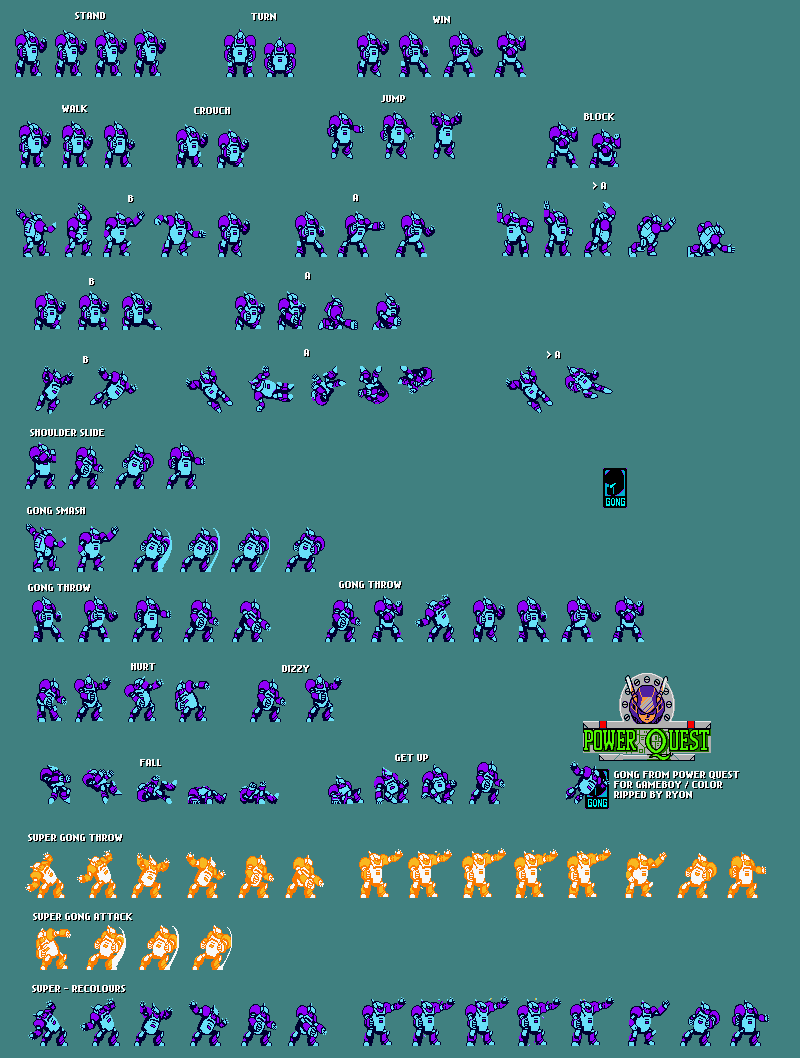 STAND
TURN
WIN
WALK
CROUCH
JUMP
BLOCK
B
A
> A
B
A
B
A
> A
SHOULDER SLIDE
GONG
GONG SMASH
GONG THROW
GONG THROW
HURT
DIZZY
POWER QUEST
FALL
GET UP
GONG FROM POWER QUEST
FOR GAMEBOY / COLOR
RIPPED BY RYON
GONG
SUPER GONG THROW
SUPER GONG ATTACK
SUPER - RECOLOURS